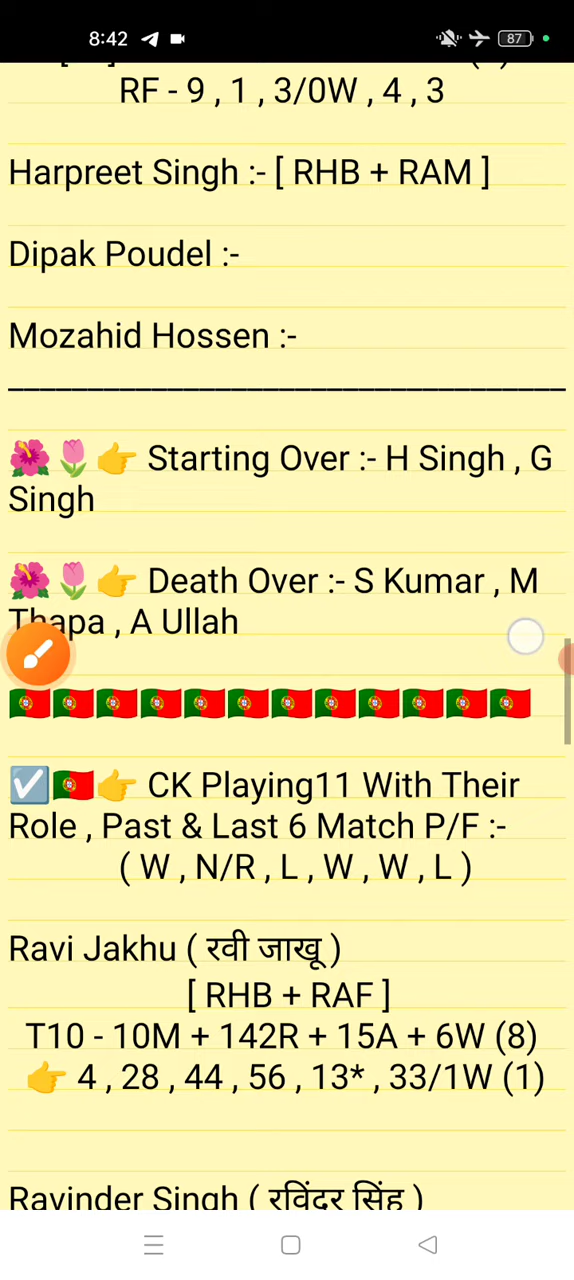 8:42
87
RF - 9 , 1 , 3/0W , 4 , 3
Harpreet Singh :- [ RHB + RAM ]
Dipak Poudel :-
Mozahid Hossen :-
🌺🌷👉 Starting Over :- H Singh , G
Singh
🌺🌷👉 Death Over :- S Kumar , M
Thapa , A Ullah
🇵🇹🇵🇹🇵🇹🇵🇹🇵🇹🇵🇹🇵🇹🇵🇹🇵🇹🇵🇹🇵🇹🇵🇹
☑️🇵🇹👉 CK Playing11 With Their
Role , Past & Last 6 Match P/F :-
( W , N/R , L , W , W , L )
Ravi Jakhu ( रवी जाखू )
[ RHB + RAF ]
T10 - 10M + 142R + 15A + 6W (8)
👉 4 , 28 , 44 , 56 , 13* , 33/1W (1)
Ravinder Singh ( रविंदर सिंह )